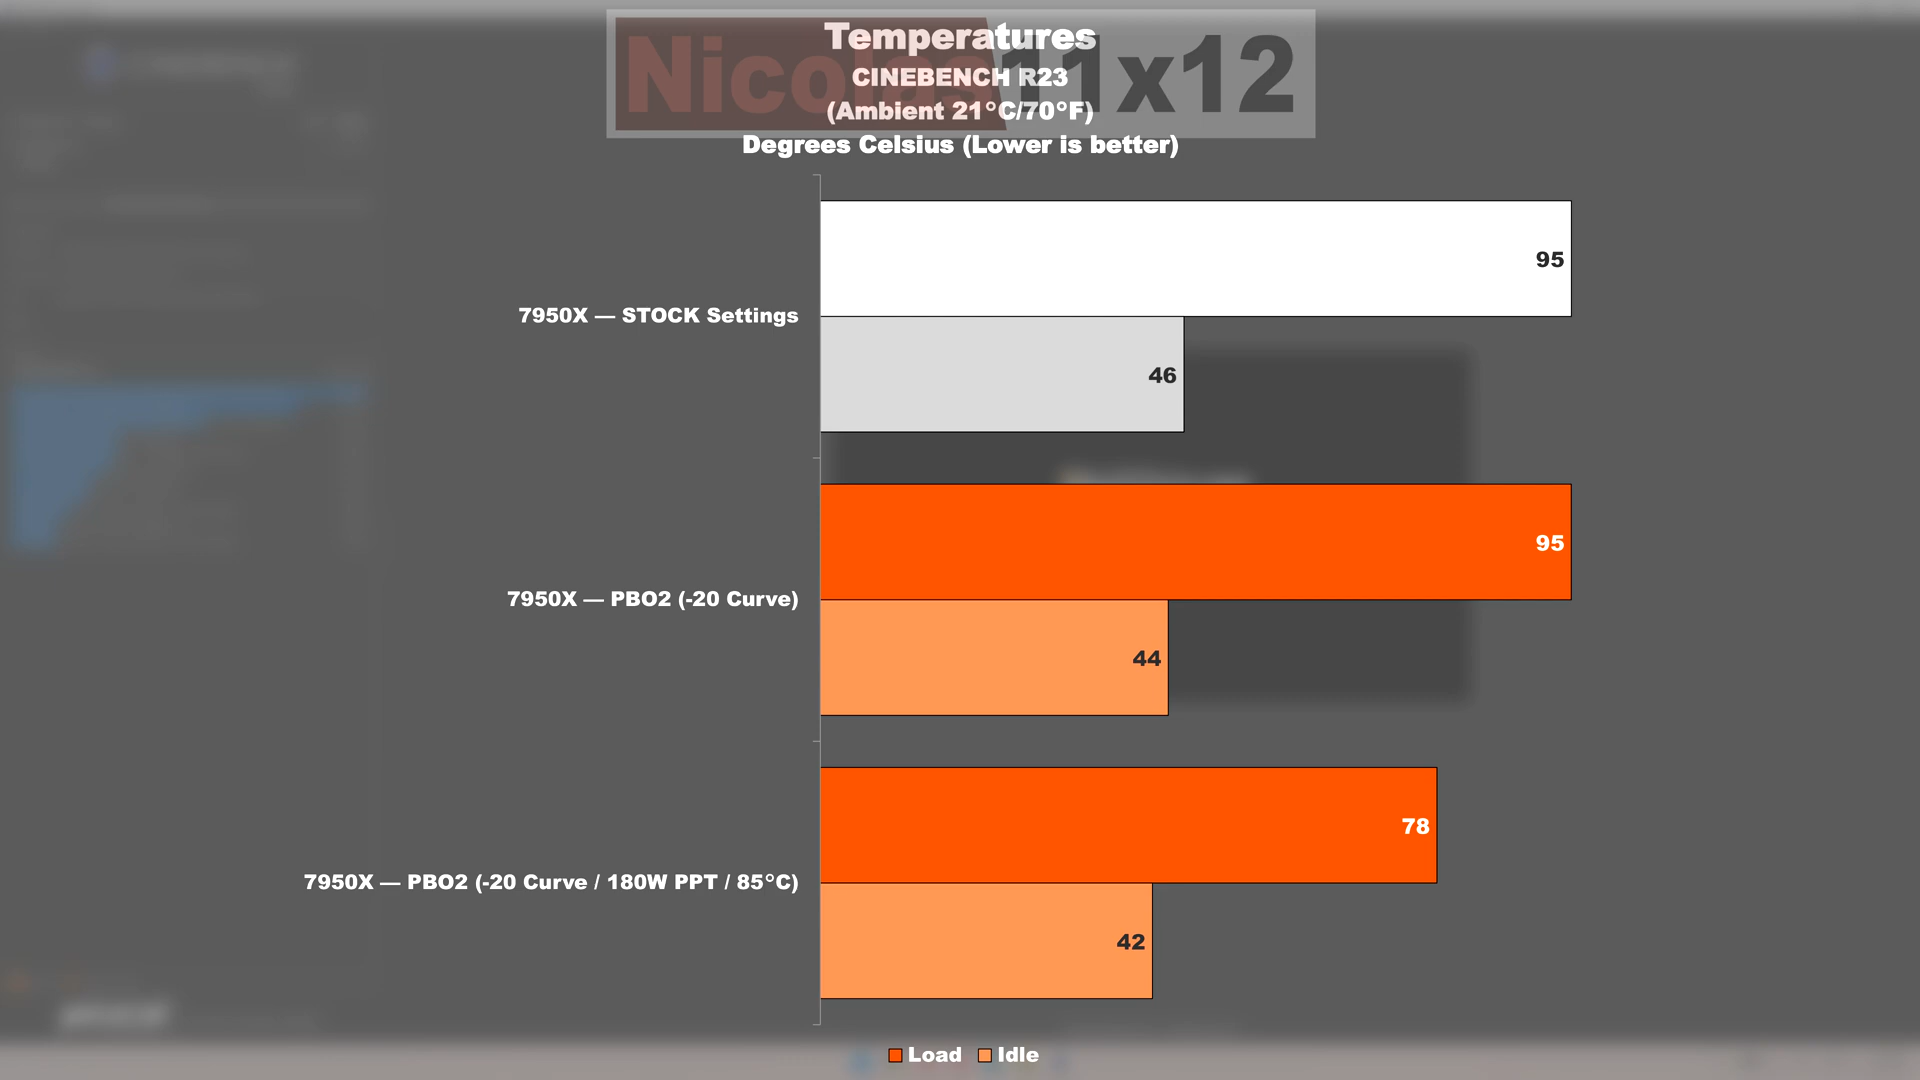 Nicolas11x12
Temperatures
CINEBENCH R23
(Ambient 21°C/70°F)
Degrees Celsius (Lower is better)
7950X — STOCK Settings
95
46
7950X — PBO2 (-20 Curve)
95
44
7950X — PBO2 (-20 Curve / 180W PPT / 85°C)
78
42
Load
Idle